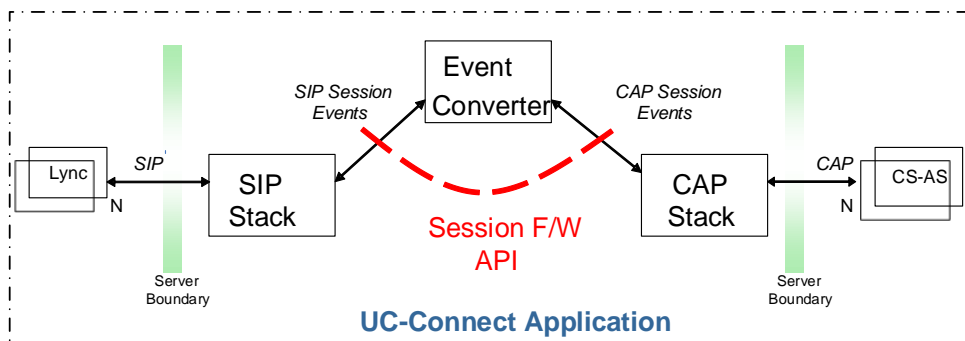 Event
Converter
SIP Session
Events
CAP Session
Events
Lync
N
SIP
SIP
Stack
CAP
Stack
CAP
N
CS-AS
Session F/W
API
Server
Boundary
Server
Boundary
UC-Connect Application